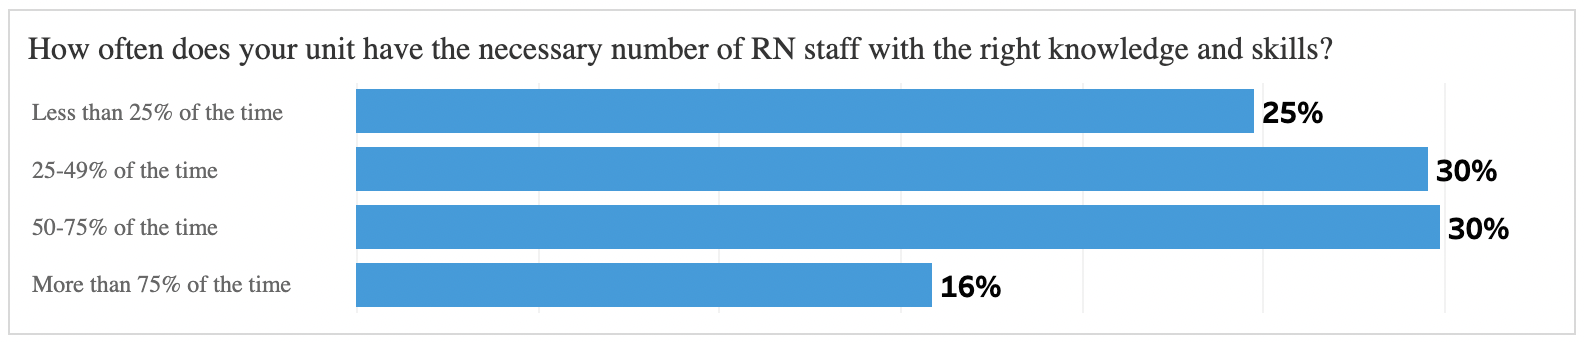 How often does your unit have the necessary number of RN staff with the right knowledge and skills?
Less than 25% of the time 25%
25-49% of the time 30%
50-75% of the time 30%
More than 75% of the time 16%